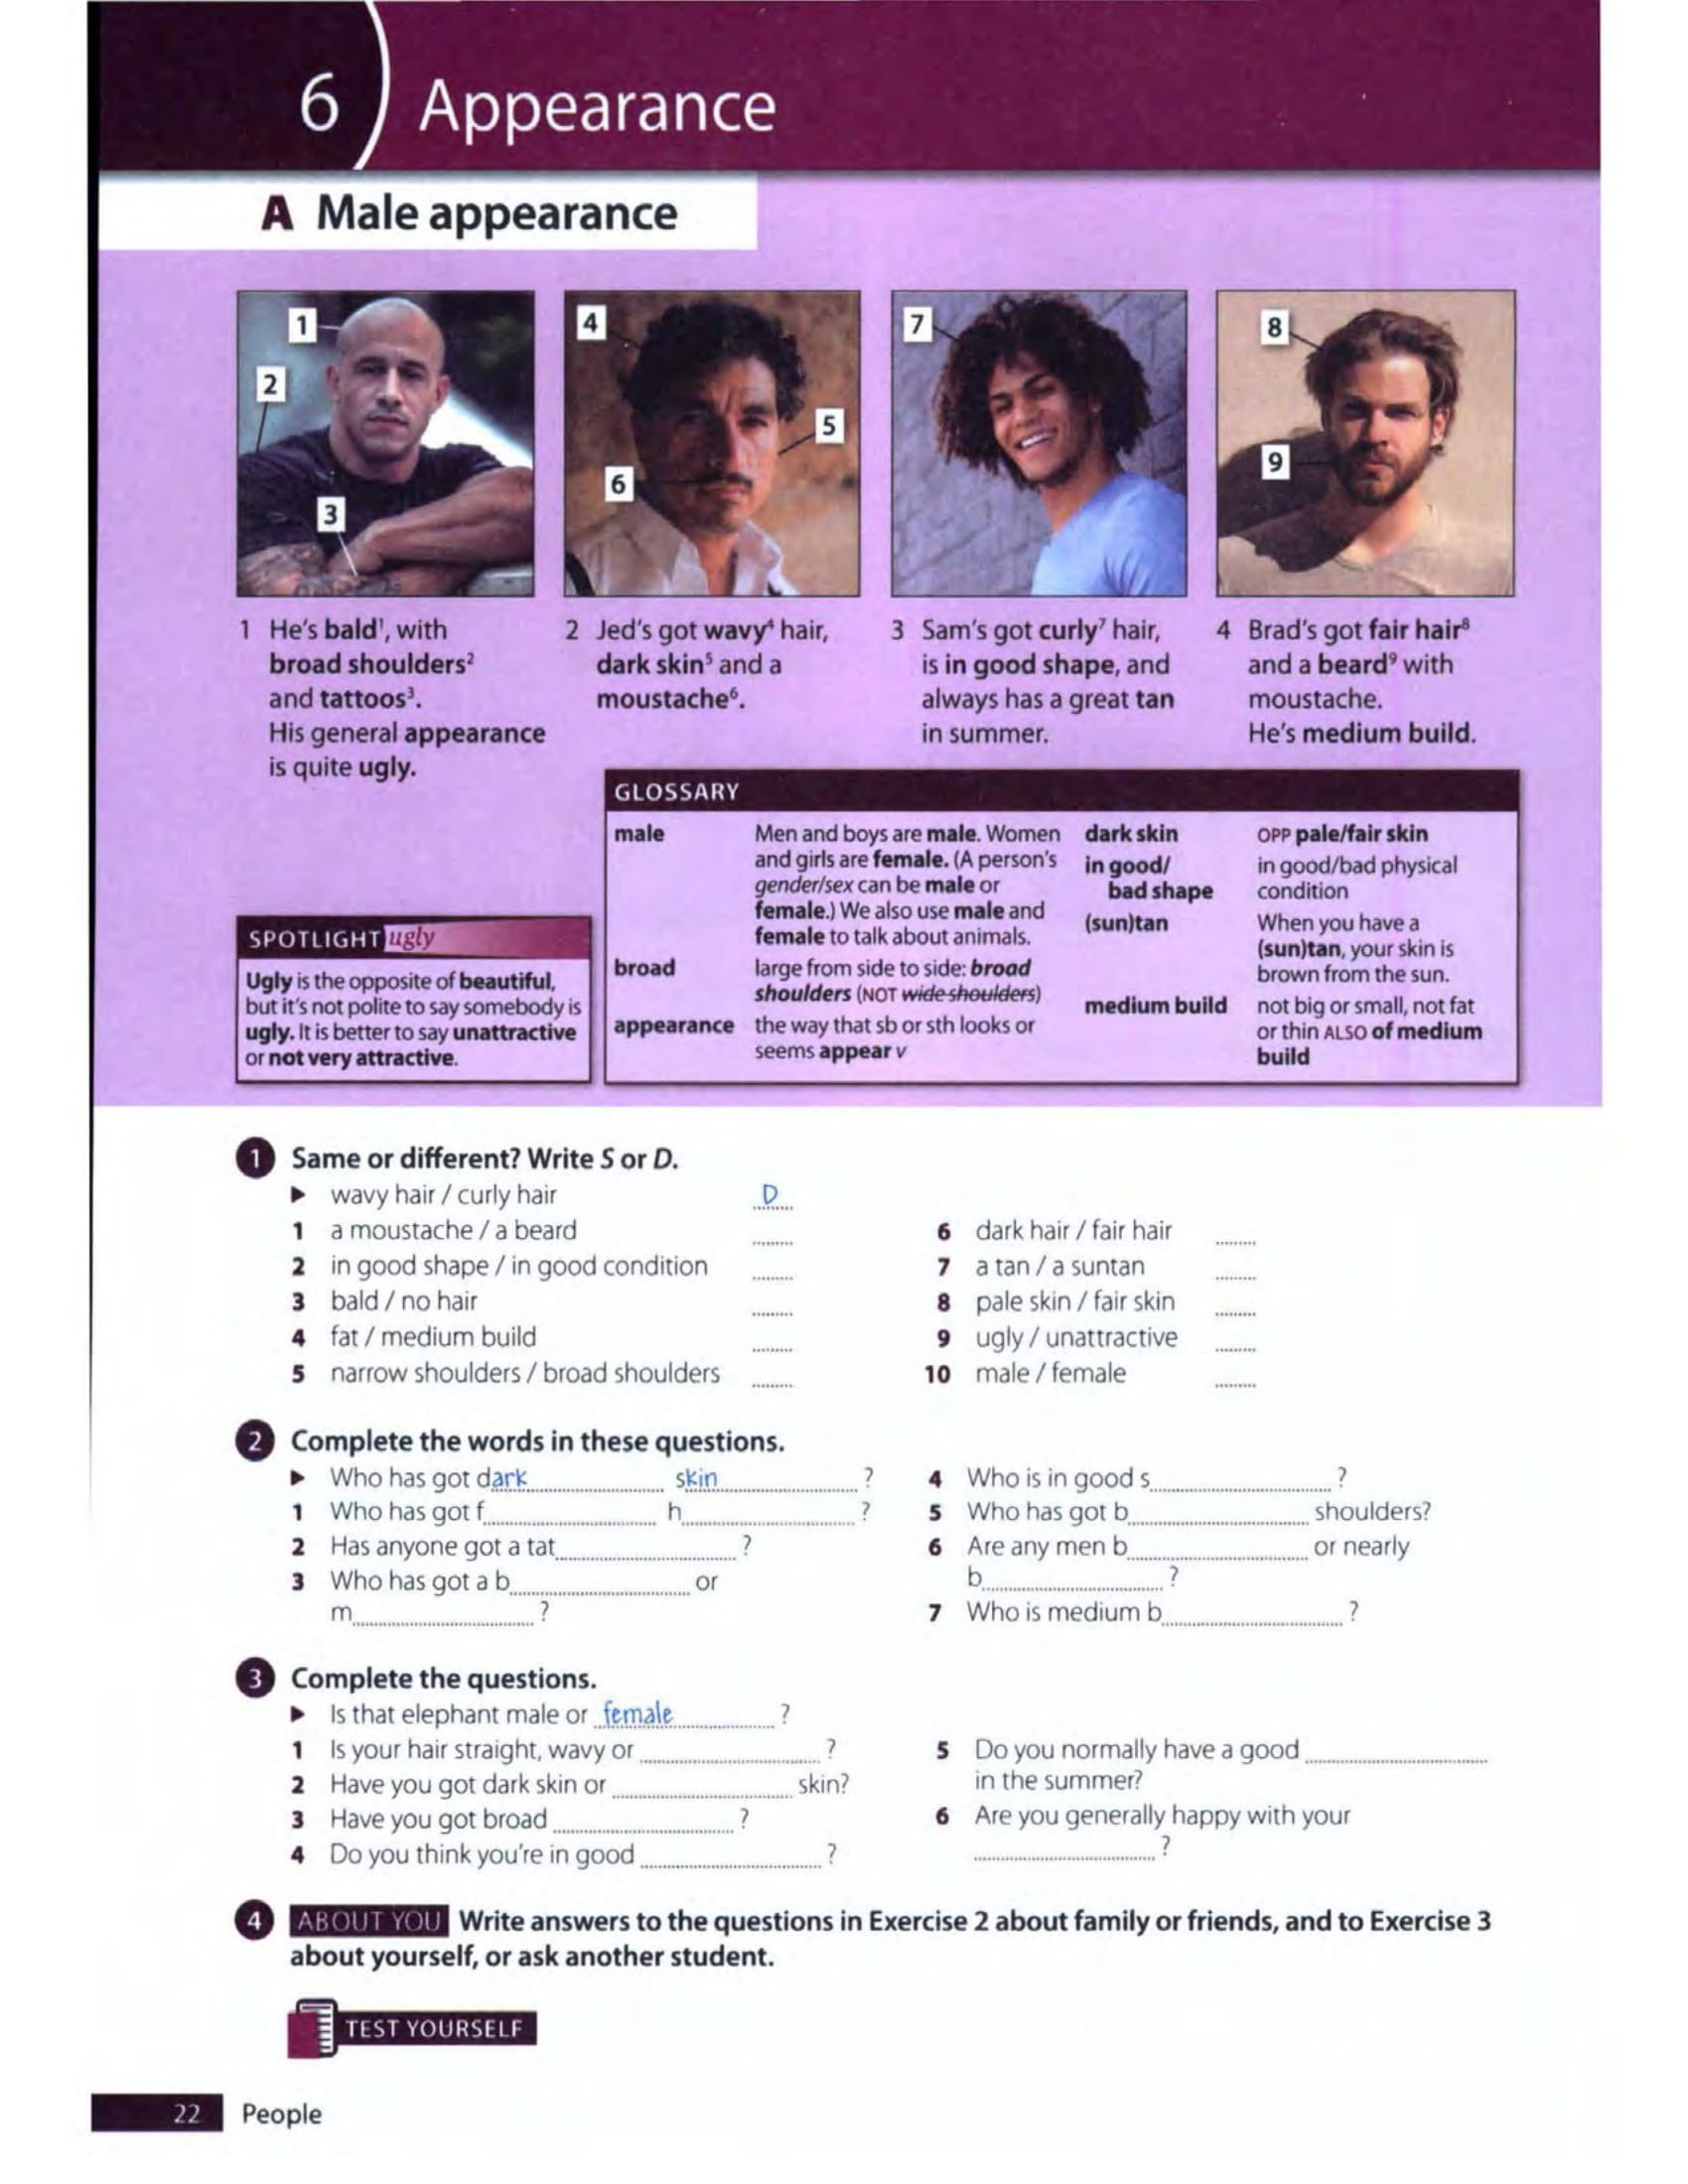 6 Appearance
A Male appearance
1
2
3
4
5
6
7
8
9
1 He's bald¹, with
broad shoulders²
and tattoos³.
His general appearance
is quite ugly.
2 Jed's got wavy⁴ hair,
dark skin⁵ and a
moustache⁶.
3 Sam's got curly⁷ hair,
is in good shape, and
always has a great tan
in summer.
4 Brad's got fair hair⁸
and a beard⁹ with
moustache.
He's medium build.
SPOTLIGHT ugly
Ugly is the opposite of beautiful,
but it's not polite to say somebody is
ugly. It is better to say unattractive
or not very attractive.
GLOSSARY
male Men and boys are male. Women
and girls are female. (A person's
gender/sex can be male or
female.) We also use male and
female to talk about animals.
broad large from side to side: broad
shoulders (NOT wide shoulders)
appearance the way that sb or sth looks or
seems appear v
dark skin OPP pale/fair skin
in good/ in good/bad physical
bad shape condition
(sun)tan When you have a
(sun)tan, your skin is
brown from the sun.
medium build not big or small, not fat
or thin ALSO of medium
build
1 Same or different? Write S or D.
▶ wavy hair / curly hair D
1 a moustache / a beard ........
2 in good shape / in good condition ........
3 bald / no hair ........
4 fat / medium build ........
5 narrow shoulders / broad shoulders ........
6 dark hair / fair hair ........
7 a tan / a suntan ........
8 pale skin / fair skin ........
9 ugly / unattractive ........
10 male / female ........
2 Complete the words in these questions.
▶ Who has got dark skin ?
1 Who has got f........ h........ ?
2 Has anyone got a tat........ ?
3 Who has got a b........ or
m........ ?
4 Who is in good s........ ?
5 Who has got b........ shoulders?
6 Are any men b........ or nearly
b........ ?
7 Who is medium b........ ?
3 Complete the questions.
▶ Is that elephant male or female ?
1 Is your hair straight, wavy or ........ ?
2 Have you got dark skin or ........ skin?
3 Have you got broad ........ ?
4 Do you think you're in good ........ ?
5 Do you normally have a good ........
in the summer?
6 Are you generally happy with your
........ ?
4 ABOUT YOU Write answers to the questions in Exercise 2 about family or friends, and to Exercise 3
about yourself, or ask another student.
TEST YOURSELF
22 People